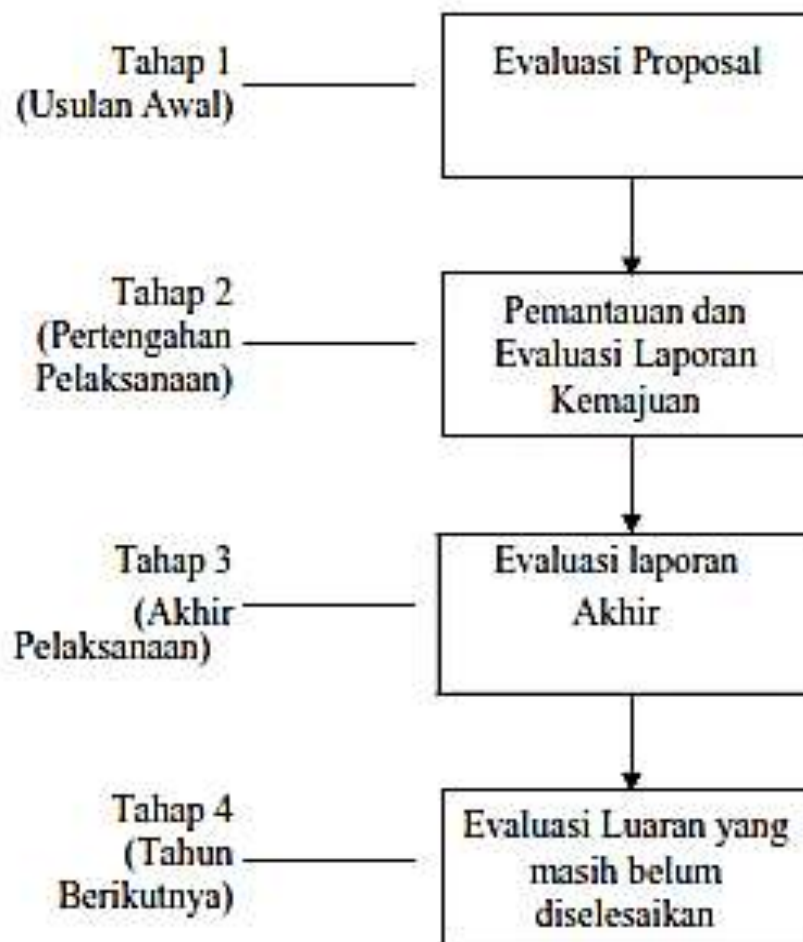 Tahap 1
(Usulan Awal)
Evaluasi Proposal
Tahap 2
(Pertengahan
Pelaksanaan)
Pemantauan dan
Evaluasi Laporan
Kemajuan
Tahap 3
(Akhir
Pelaksanaan)
Evaluasi laporan
Akhir
Tahap 4
(Tahun
Berikutnya)
Evaluasi Luaran yang
masih belum
diselesaikan